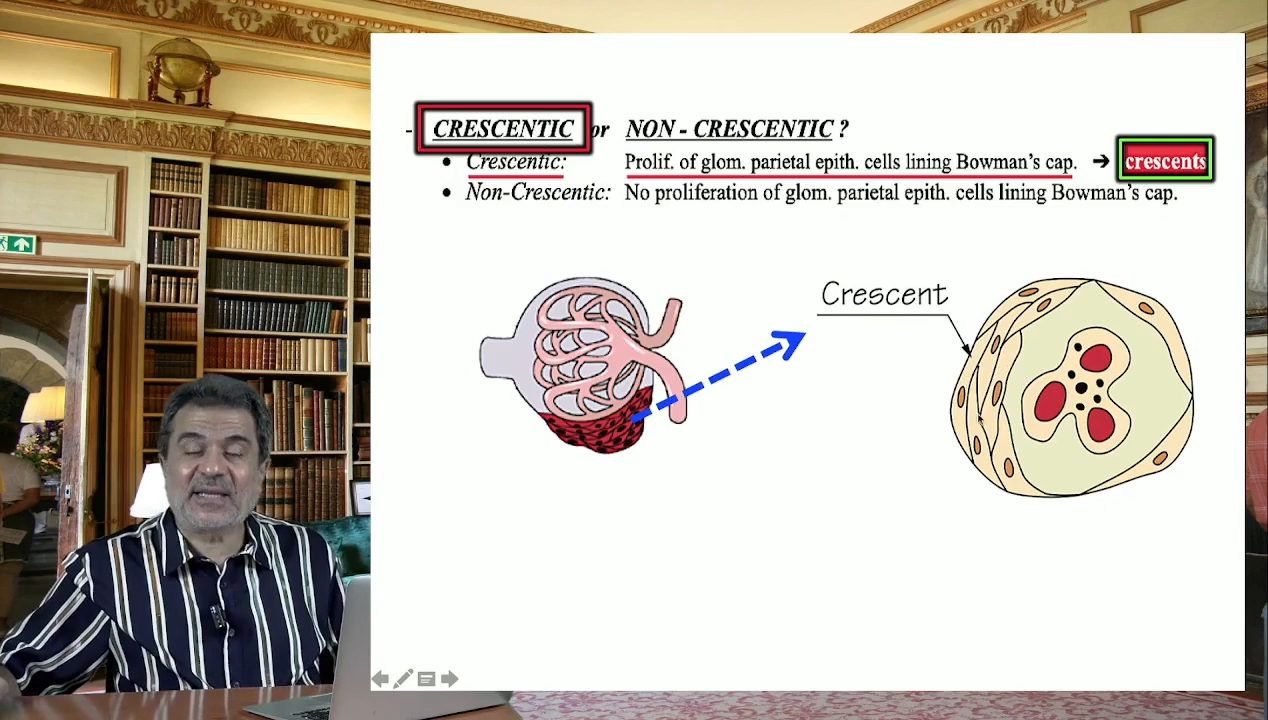 - CRESCENTIC or NON - CRESCENTIC ?
• Crescentic: Prolif. of glom. parietal epith. cells lining Bowman's cap. ➔ crescents
• Non-Crescentic: No proliferation of glom. parietal epith. cells lining Bowman's cap.
Crescent